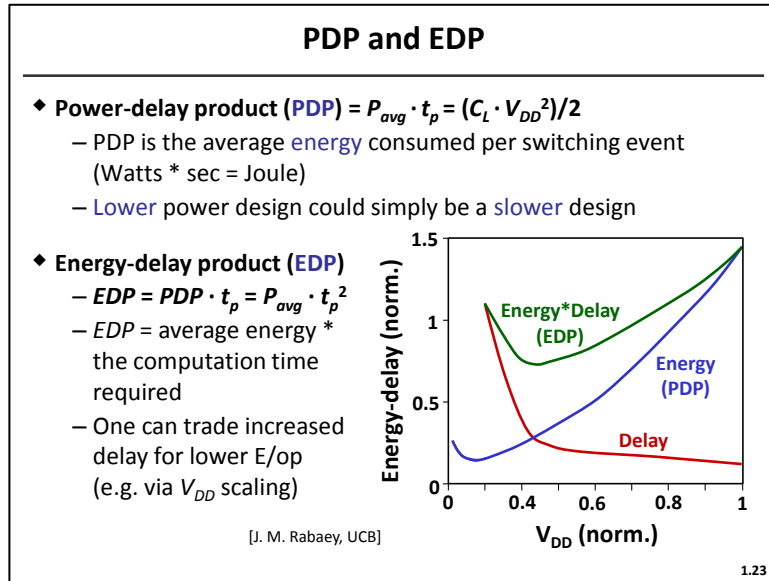 PDP and EDP
◆ Power-delay product (PDP) = P_avg · t_p = (C_L · V_DD²)/2
– PDP is the average energy consumed per switching event
(Watts * sec = Joule)
– Lower power design could simply be a slower design
◆ Energy-delay product (EDP)
– EDP = PDP · t_p = P_avg · t_p²
– EDP = average energy *
the computation time
required
– One can trade increased
delay for lower E/op
(e.g. via V_DD scaling)
[J. M. Rabaey, UCB]
Energy-delay (norm.)
1.5
1
0.5
0
Energy*Delay
(EDP)
Energy
(PDP)
Delay
0 0.4 0.6 0.8 1
V_DD (norm.)
1.23